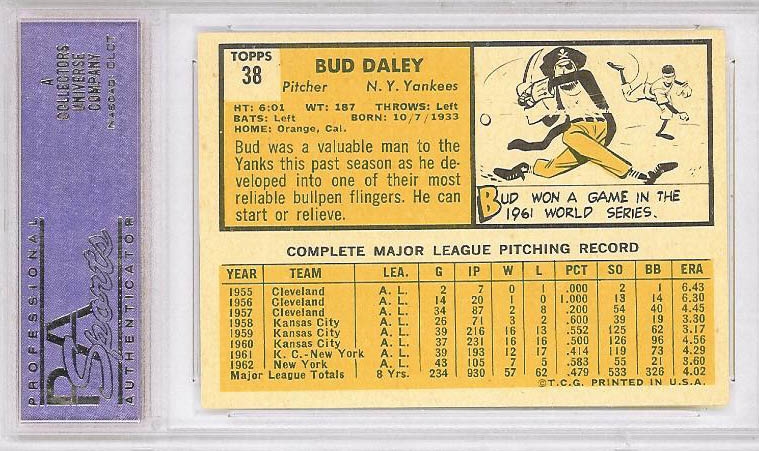 A
COLLECTORS
UNIVERSE
COMPANY
NASDAQ: CLCT
PROFESSIONAL
PSA
Sports
AUTHENTICATOR
TOPPS
38
BUD DALEY
Pitcher N. Y. Yankees
HT: 6:01 WT: 187 THROWS: Left
BATS: Left BORN: 10/7/1933
HOME: Orange, Cal.
Bud was a valuable man to the
Yanks this past season as he de-
veloped into one of their most
reliable bullpen flingers. He can
start or relieve.
BUD WON A GAME IN THE
1961 WORLD SERIES.
COMPLETE MAJOR LEAGUE PITCHING RECORD
YEAR TEAM LEA. G IP W L PCT SO BB ERA
1955 Cleveland A. L. 2 7 0 1 .000 2 1 6.43
1956 Cleveland A. L. 14 20 1 0 1.000 13 14 6.30
1957 Cleveland A. L. 34 87 2 8 .200 54 40 4.45
1958 Kansas City A. L. 26 71 3 2 .600 39 19 3.30
1959 Kansas City A. L. 39 216 16 13 .552 125 62 3.17
1960 Kansas City A. L. 37 231 16 16 .500 126 96 4.56
1961 K. C.-New York A. L. 39 193 12 17 .414 119 73 4.29
1962 New York A. L. 43 105 7 5 .583 55 21 3.60
Major League Totals 8 Yrs. 234 930 57 62 .479 533 326 4.02
©T.C.G. PRINTED IN U.S.A.